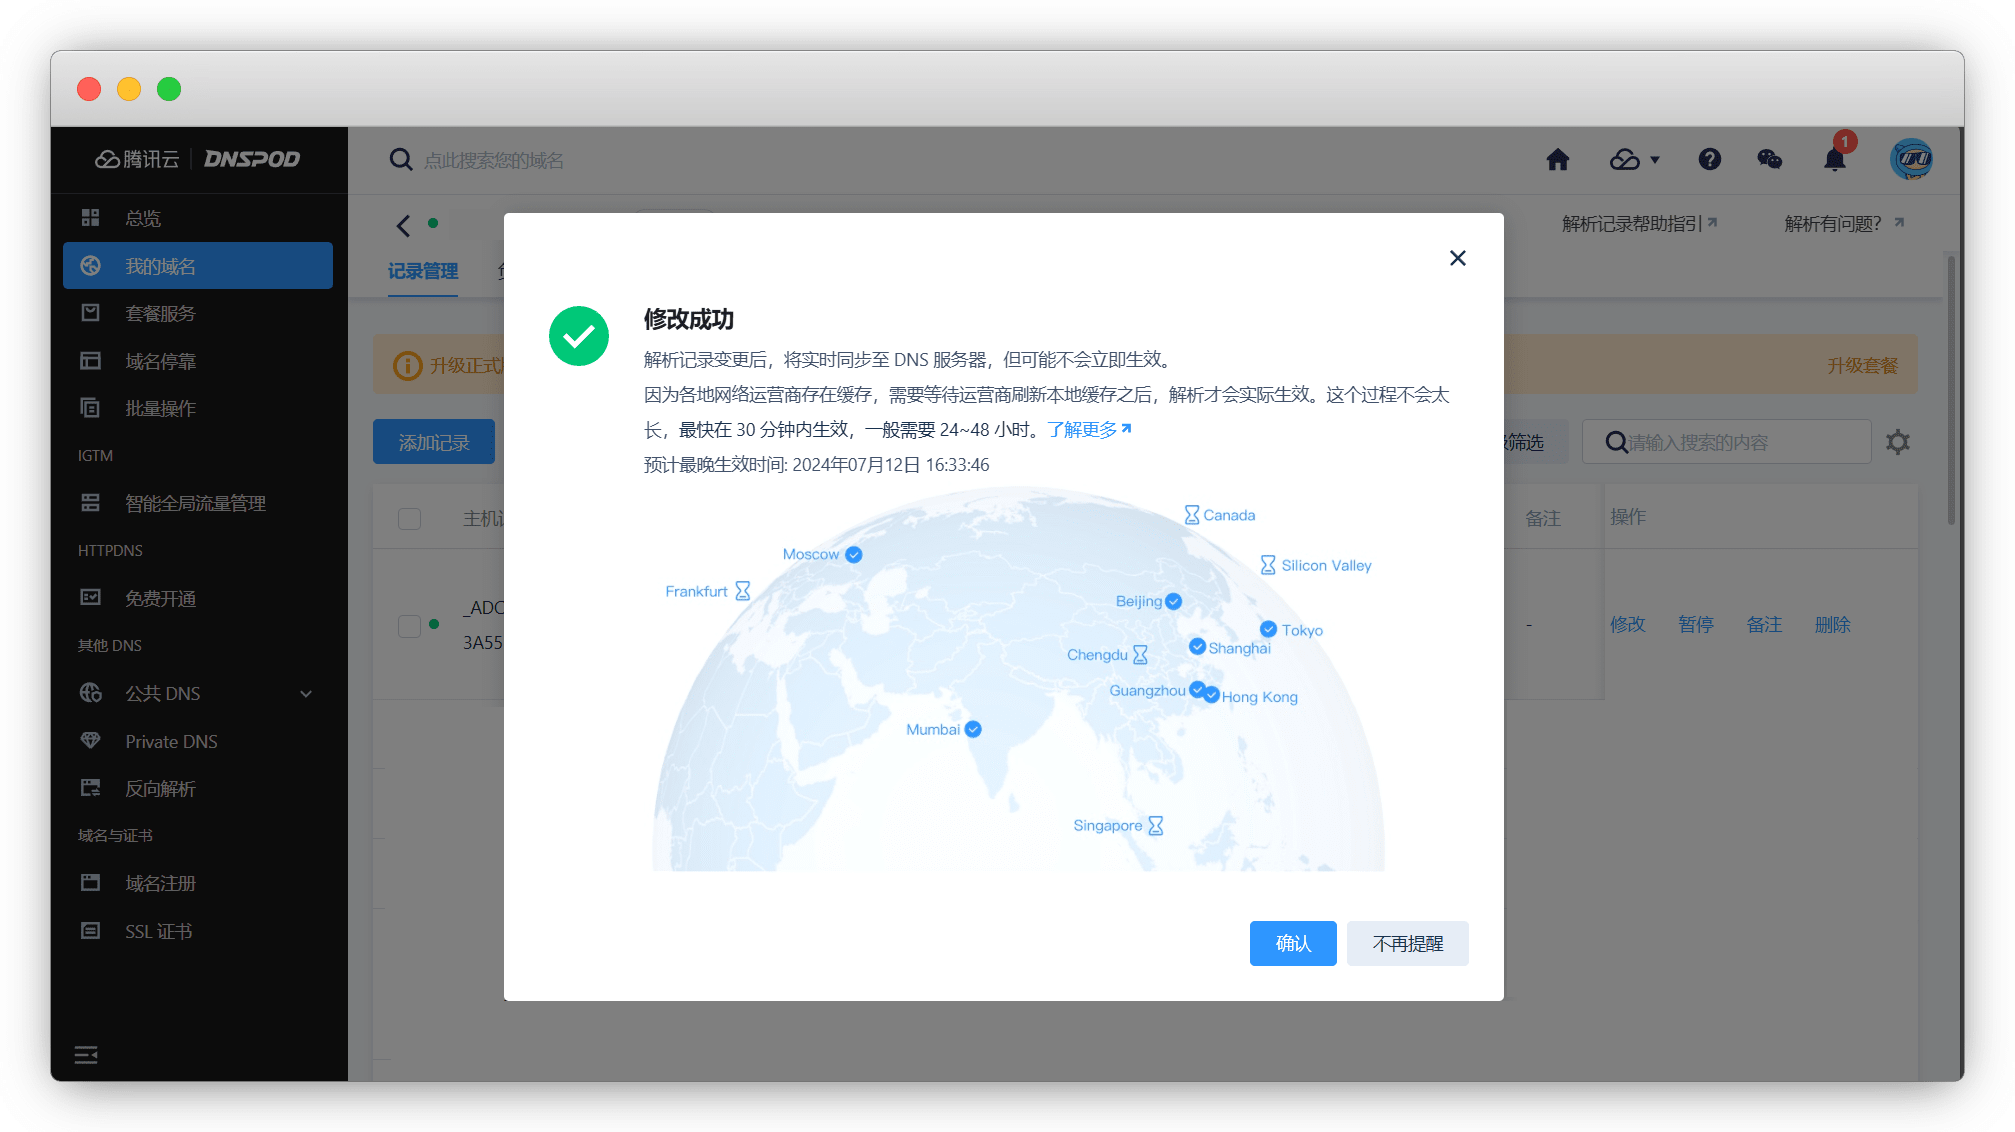 腾讯云 DNSPOD
点此搜索您的域名
1
总览
我的域名
套餐服务
域名停靠
批量操作
IGTM
智能全局流量管理
HTTPDNS
免费开通
其他 DNS
公共 DNS
Private DNS
反向解析
域名与证书
域名注册
SSL 证书
解析记录帮助指引
解析有问题?
记录管理
升级正式
升级套餐
添加记录
筛选
请输入搜索的内容
主机
备注
操作
_ADC
3A55
-
修改
暂停
备注
删除
修改成功
解析记录变更后，将实时同步至 DNS 服务器，但可能不会立即生效。
因为各地网络运营商存在缓存，需要等待运营商刷新本地缓存之后，解析才会实际生效。这个过程不会太
长，最快在 30 分钟内生效，一般需要 24~48 小时。了解更多
预计最晚生效时间: 2024年07月12日 16:33:46
Canada
Moscow
Silicon Valley
Frankfurt
Beijing
Tokyo
Shanghai
Chengdu
Guangzhou
Hong Kong
Mumbai
Singapore
确认
不再提醒